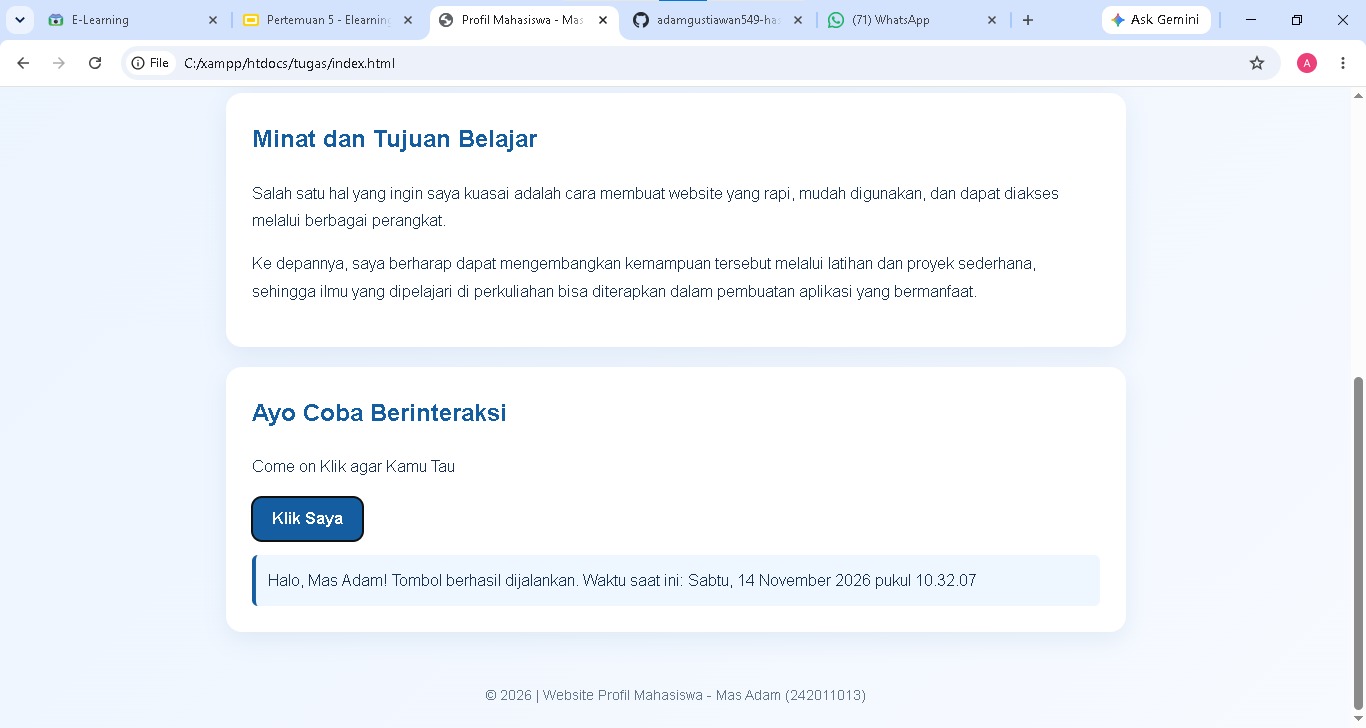 E-Learning
Pertemuan 5 - Elearning
Profil Mahasiswa - Mas
adamgustiawan549-has
(71) WhatsApp
Ask Gemini
File
C:/xampp/htdocs/tugas/index.html
A
Minat dan Tujuan Belajar
Salah satu hal yang ingin saya kuasai adalah cara membuat website yang rapi, mudah digunakan, dan dapat diakses
melalui berbagai perangkat.
Ke depannya, saya berharap dapat mengembangkan kemampuan tersebut melalui latihan dan proyek sederhana,
sehingga ilmu yang dipelajari di perkuliahan bisa diterapkan dalam pembuatan aplikasi yang bermanfaat.
Ayo Coba Berinteraksi
Come on Klik agar Kamu Tau
Klik Saya
Halo, Mas Adam! Tombol berhasil dijalankan. Waktu saat ini: Sabtu, 14 November 2026 pukul 10.32.07
© 2026 | Website Profil Mahasiswa - Mas Adam (242011013)